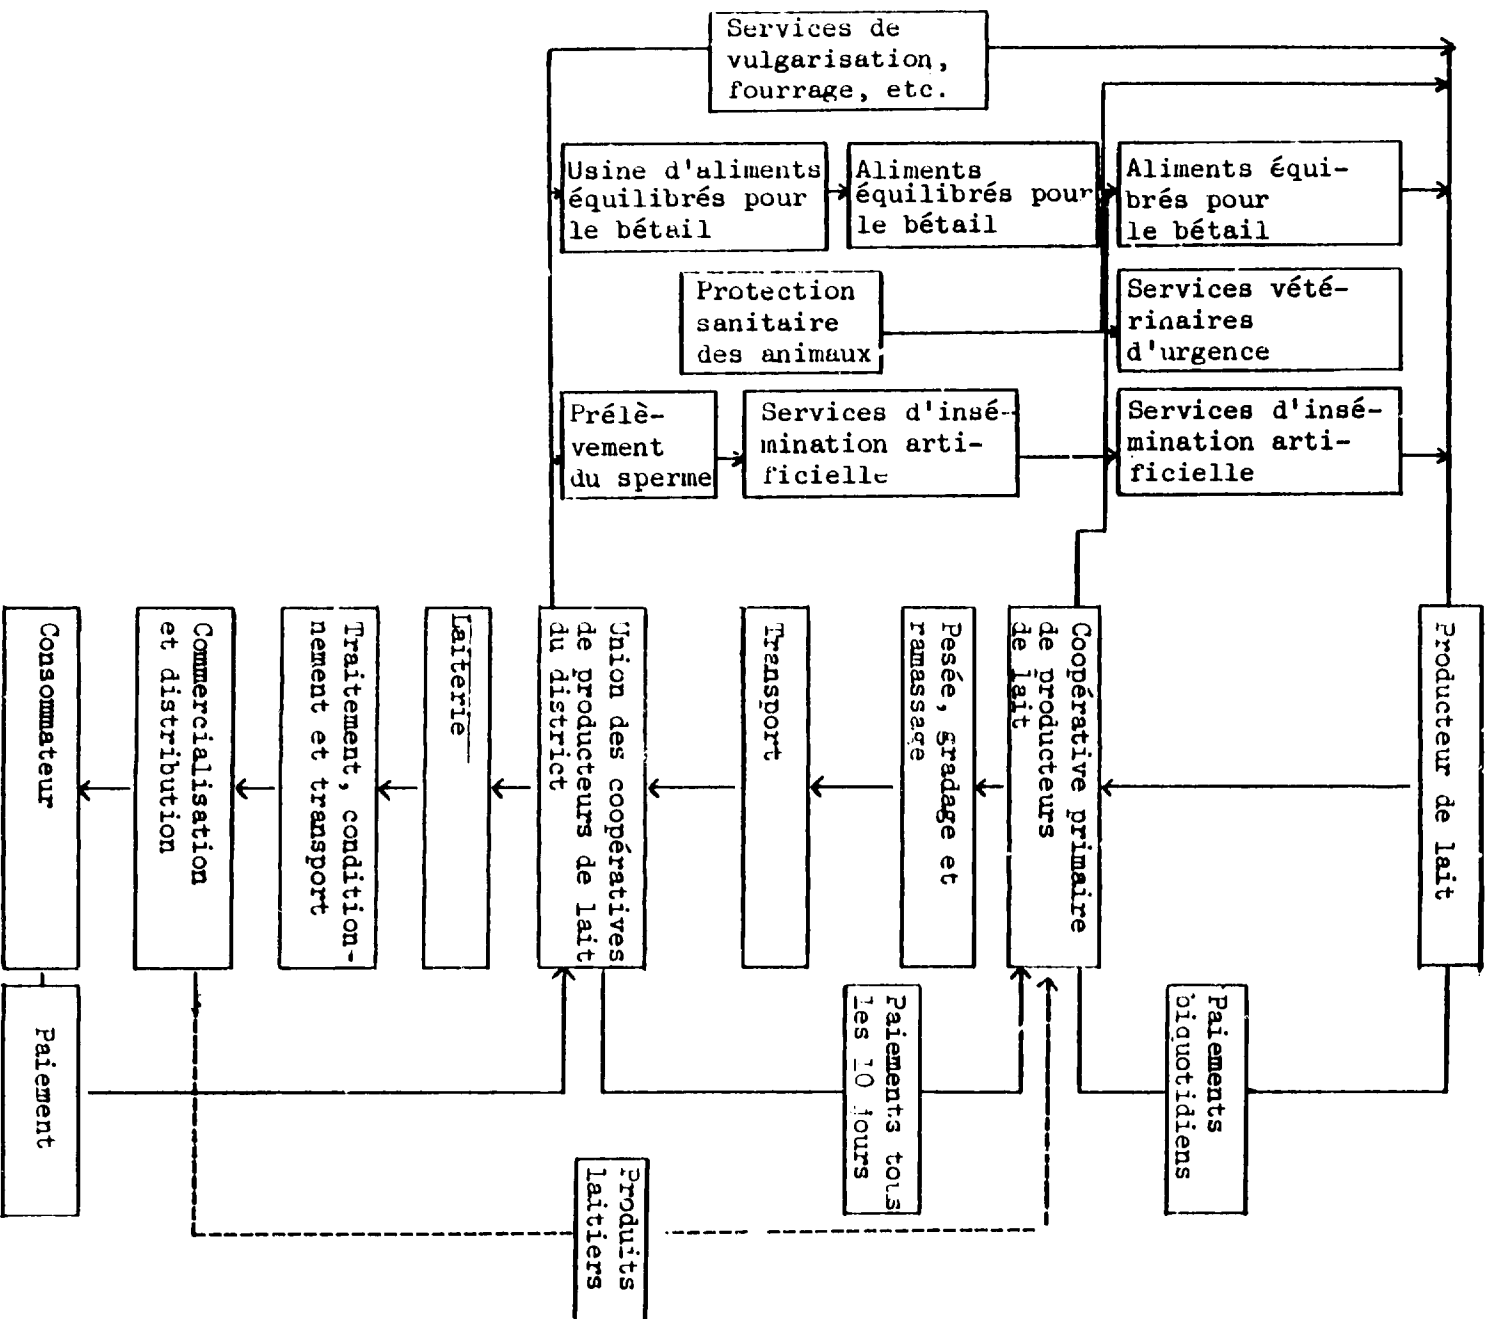 Services de
vulgarisation,
fourrage, etc.
Usine d'aliments
équilibrés pour
le bétail
Aliments
équilibrés pour
le bétail
Aliments équi-
brés pour
le bétail
Protection
sanitaire
des animaux
Services vété-
rinaires
d'urgence
Prélè-
vement
du sperme
Services d'insé-
mination arti-
ficielle
Services d'insé-
mination arti-
ficielle
Consommateur
Commercialisation
et distribution
Traitement, condition-
nement et transport
Laiterie
Union des coopératives
de producteurs de lait
du district
Transport
Pesée, gradage et
ramassage
Coopérative primaire
de producteurs
de lait
Producteur de lait
Paiement
Paiements tous
les 10 jours
Paiements
biquotidiens
Produits
laitiers